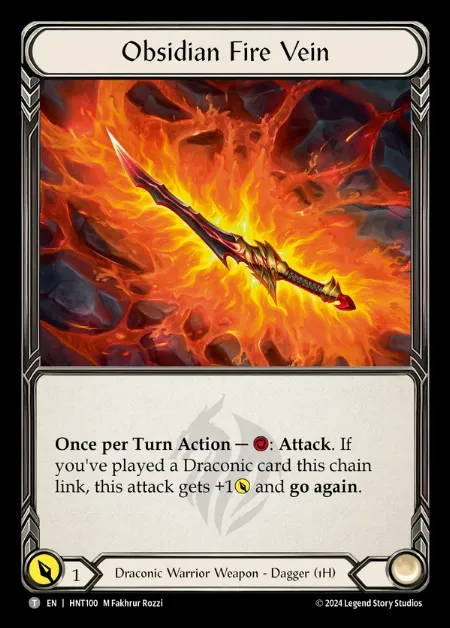 Obsidian Fire Vein
Once per Turn Action — : Attack. If
you've played a Draconic card this chain
link, this attack gets +1 and go again.
1
Draconic Warrior Weapon - Dagger (1H)
T EN | HNT100 M Fakhrur Rozzi
© 2024 Legend Story Studios